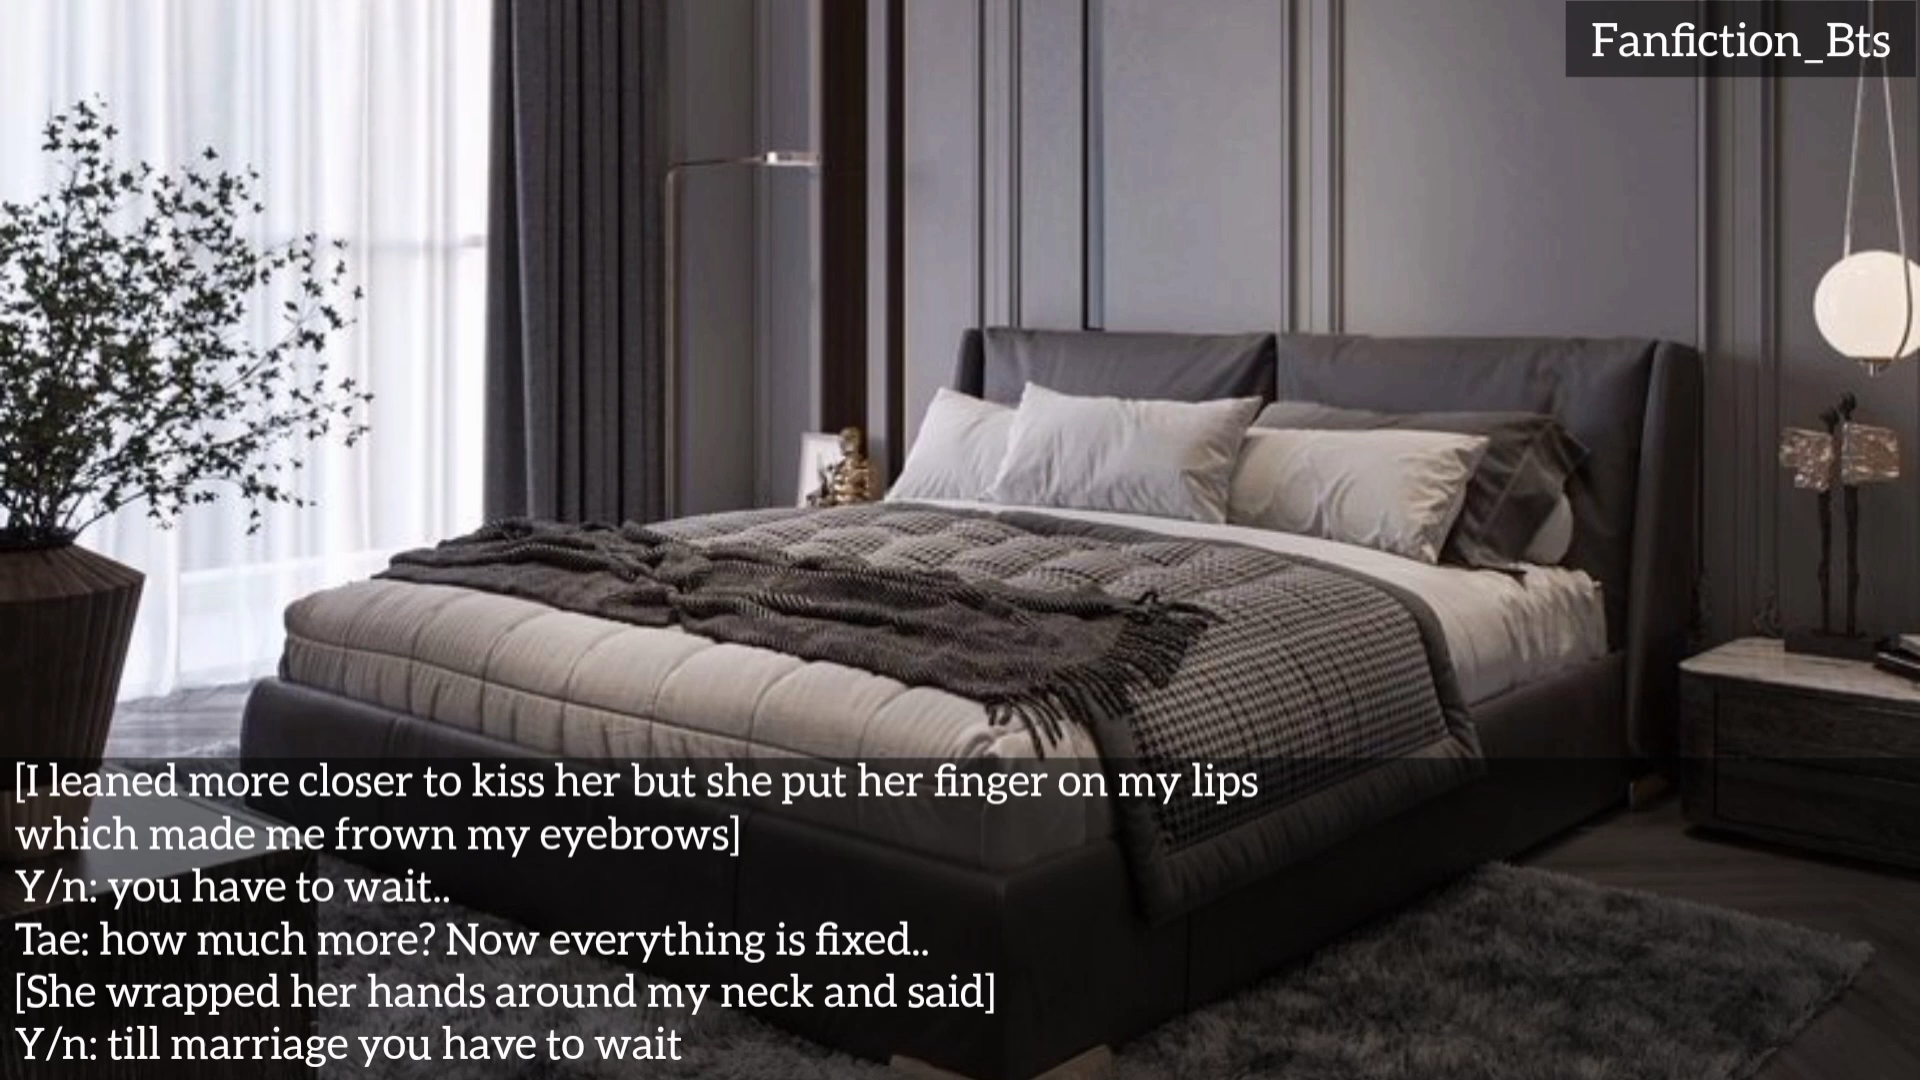 Fanfiction_Bts
[I leaned more closer to kiss her but she put her finger on my lips
which made me frown my eyebrows]
Y/n: you have to wait..
Tae: how much more? Now everything is fixed..
[She wrapped her hands around my neck and said]
Y/n: till marriage you have to wait